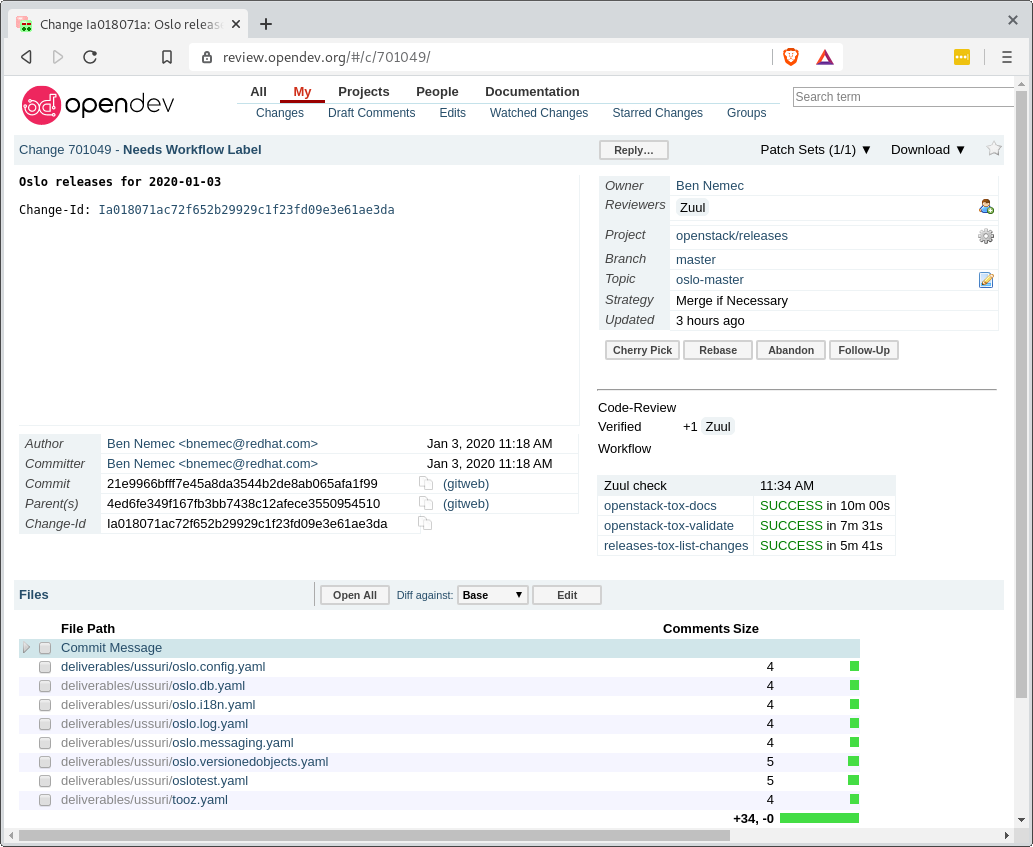 Change Ia018071a: Oslo releas
review.opendev.org/#/c/701049/
opendev
All My Projects People Documentation
Changes Draft Comments Edits Watched Changes Starred Changes Groups
Search term
Change 701049 - Needs Workflow Label
Reply…
Patch Sets (1/1) ▼ Download ▼
Oslo releases for 2020-01-03
Change-Id: Ia018071ac72f652b29929c1f23fd09e3e61ae3da
Owner Ben Nemec
Reviewers Zuul
Project openstack/releases
Branch master
Topic oslo-master
Strategy Merge if Necessary
Updated 3 hours ago
Cherry Pick Rebase Abandon Follow-Up
Code-Review
Verified +1 Zuul
Workflow
Author Ben Nemec <bnemec@redhat.com> Jan 3, 2020 11:18 AM
Committer Ben Nemec <bnemec@redhat.com> Jan 3, 2020 11:18 AM
Commit 21e9966bfff7e45a8da3544b2de8ab065afa1f99 (gitweb)
Parent(s) 4ed6fe349f167fb3bb7438c12afece3550954510 (gitweb)
Change-Id Ia018071ac72f652b29929c1f23fd09e3e61ae3da
Zuul check 11:34 AM
openstack-tox-docs SUCCESS in 10m 00s
openstack-tox-validate SUCCESS in 7m 31s
releases-tox-list-changes SUCCESS in 5m 41s
Files
Open All Diff against: Base ▼ Edit
File Path Comments Size
Commit Message
deliverables/ussuri/oslo.config.yaml 4
deliverables/ussuri/oslo.db.yaml 4
deliverables/ussuri/oslo.i18n.yaml 4
deliverables/ussuri/oslo.log.yaml 4
deliverables/ussuri/oslo.messaging.yaml 4
deliverables/ussuri/oslo.versionedobjects.yaml 5
deliverables/ussuri/oslotest.yaml 5
deliverables/ussuri/tooz.yaml 4
+34, -0